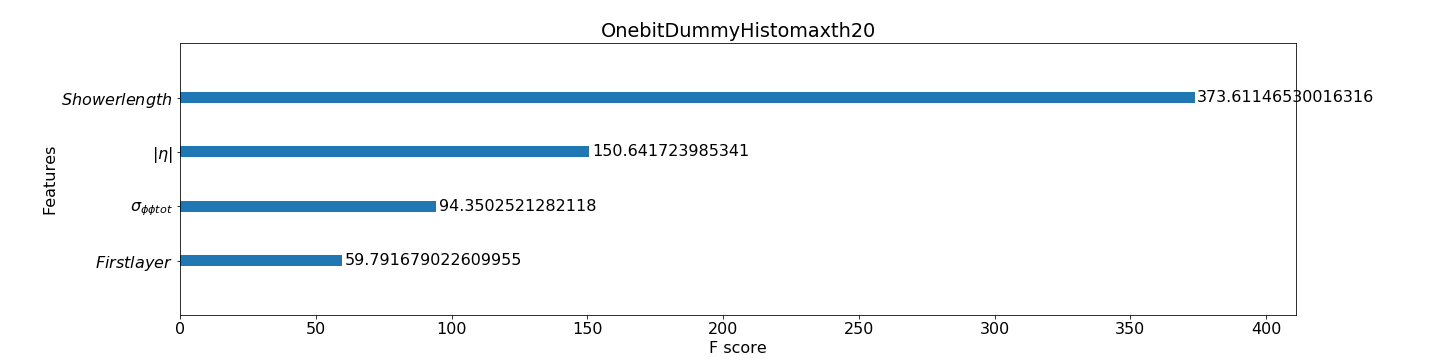 OnebitDummyHistomaxth20
Showerlength
373.61146530016316
|η|
150.641723985341
σϕϕtot
94.3502521282118
Firstlayer
59.791679022609955
Features
0 50 100 150 200 250 300 350 400
F score